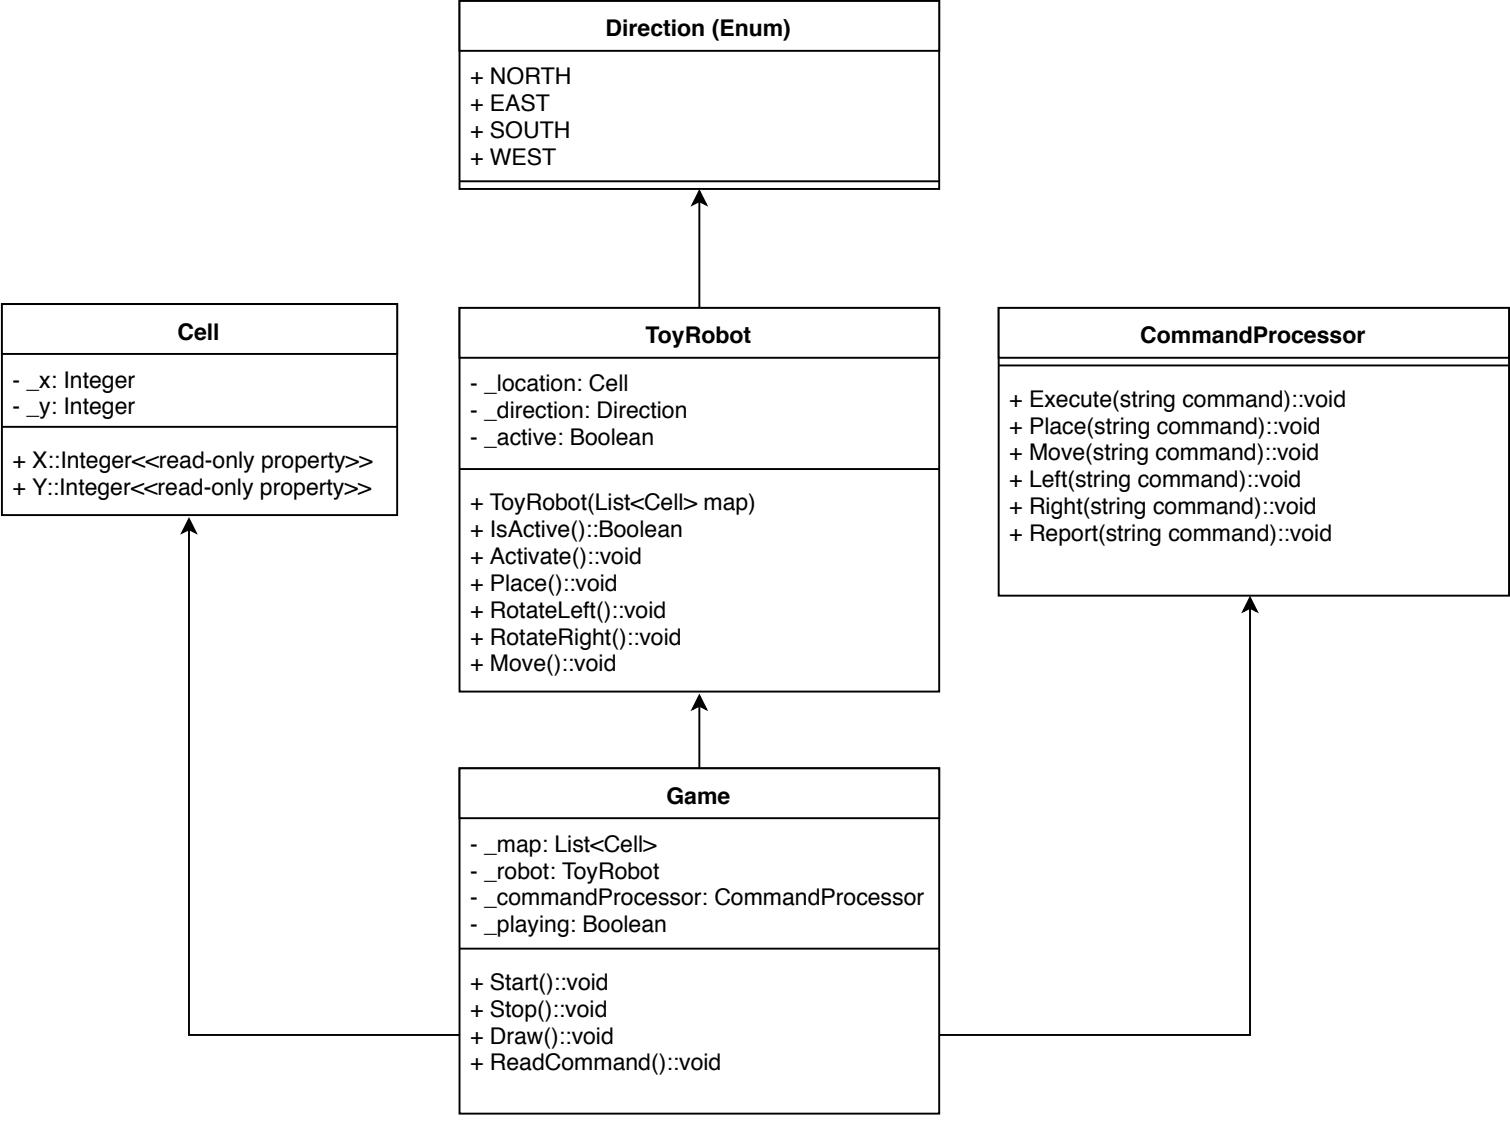 Direction (Enum)
+ NORTH
+ EAST
+ SOUTH
+ WEST
Cell
- _x: Integer
- _y: Integer
+ X::Integer<<read-only property>>
+ Y::Integer<<read-only property>>
ToyRobot
- _location: Cell
- _direction: Direction
- _active: Boolean
+ ToyRobot(List<Cell> map)
+ IsActive()::Boolean
+ Activate()::void
+ Place()::void
+ RotateLeft()::void
+ RotateRight()::void
+ Move()::void
CommandProcessor
+ Execute(string command)::void
+ Place(string command)::void
+ Move(string command)::void
+ Left(string command)::void
+ Right(string command)::void
+ Report(string command)::void
Game
- _map: List<Cell>
- _robot: ToyRobot
- _commandProcessor: CommandProcessor
- _playing: Boolean
+ Start()::void
+ Stop()::void
+ Draw()::void
+ ReadCommand()::void